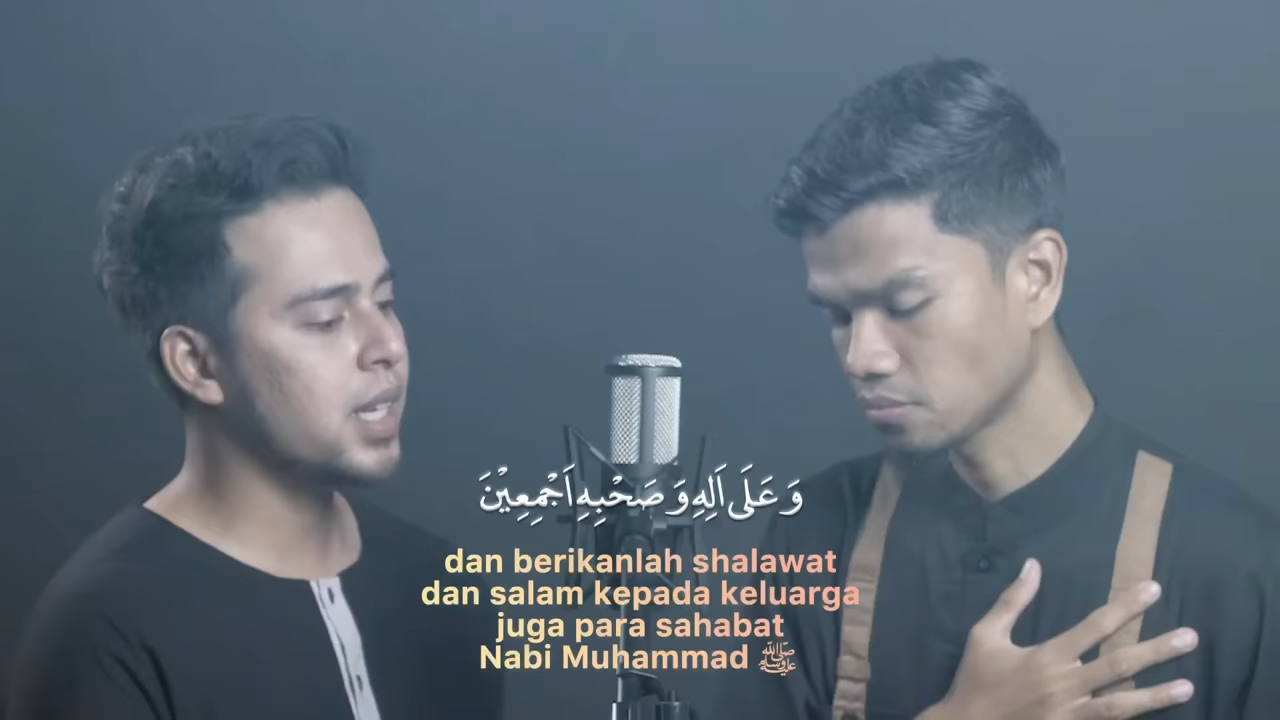 وَ عَلَى اَلِهِ وَ صَحْبِهِ اَجْمِعِيْنَ
dan berikanlah shalawat
dan salam kepada keluarga
juga para sahabat
Nabi Muhammad ﷺ